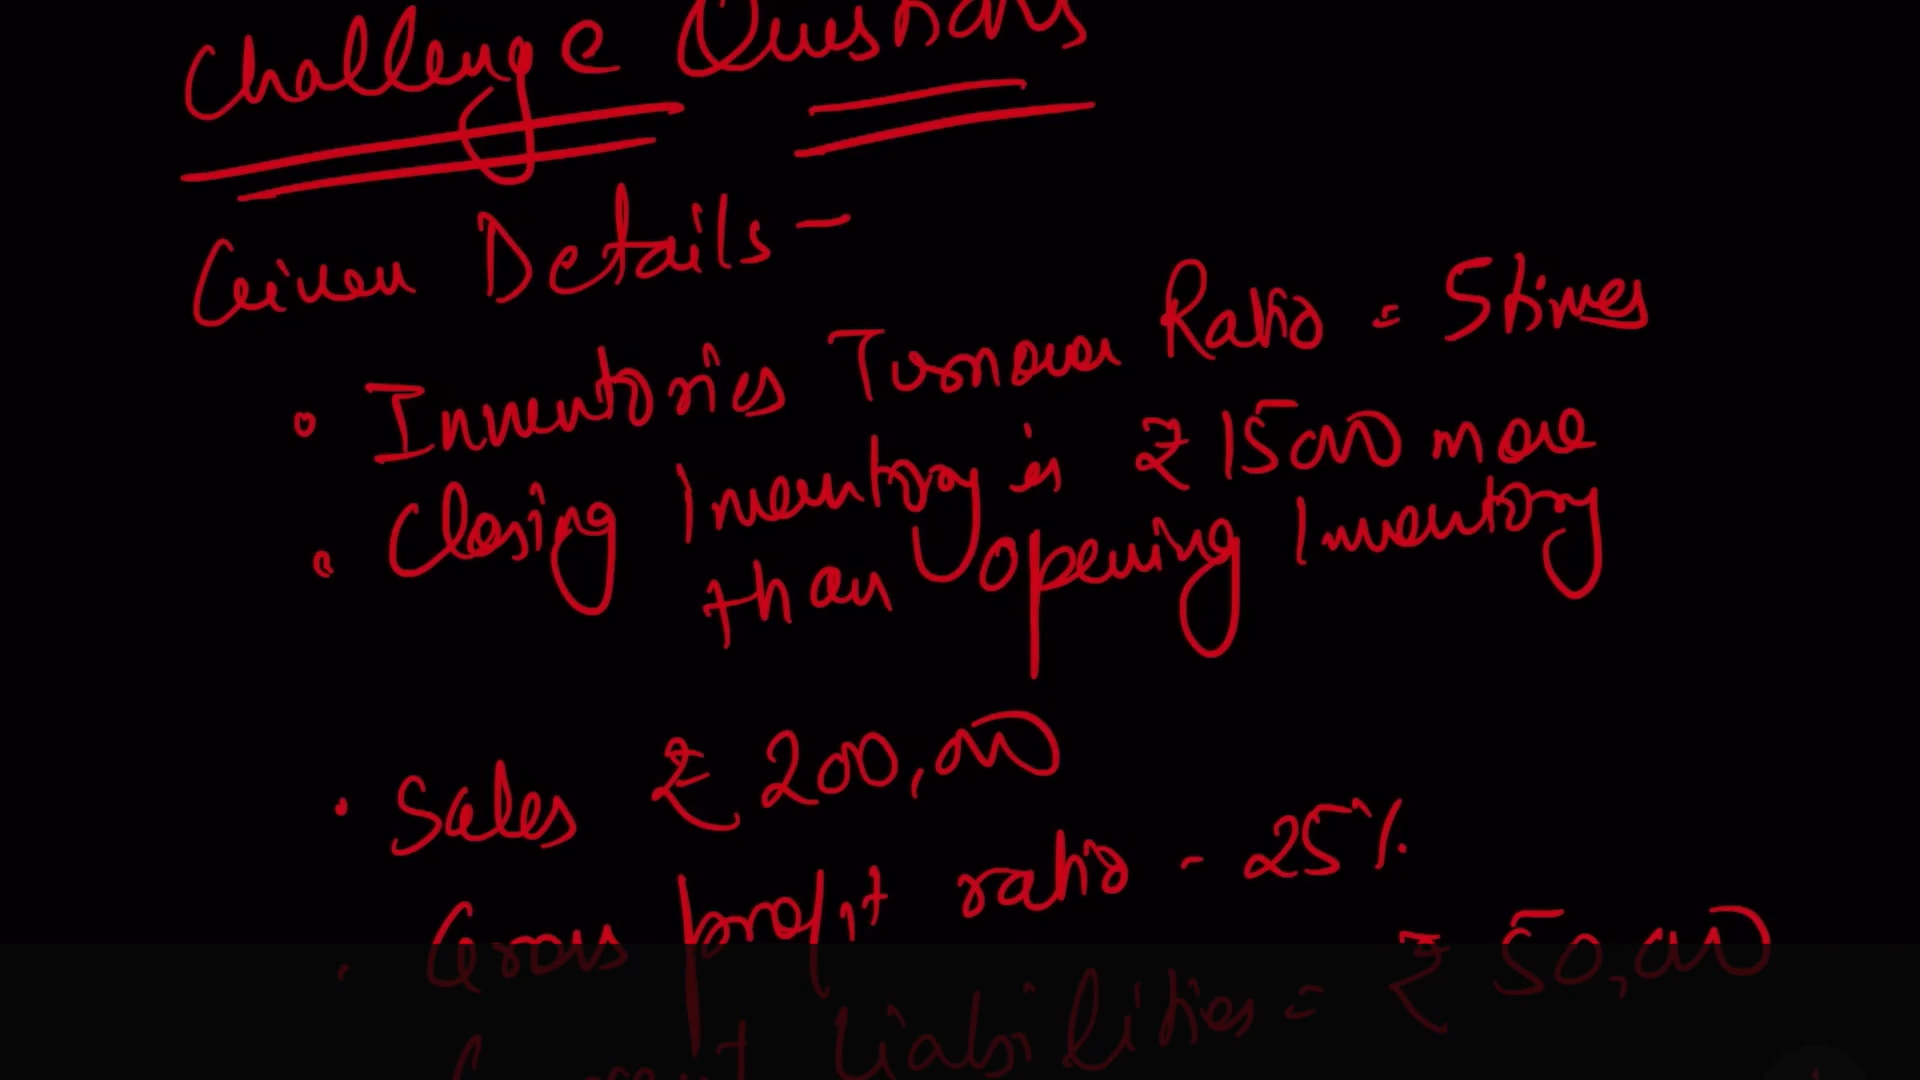 Challenge Questions
Given Details -
• Inventories Turnover Ratio = 5 times
• Closing Inventory is ₹ 15000 more
than opening Inventory
• Sales ₹ 200,000
• Gross profit ratio - 25%
Current liabilities = ₹ 50,000